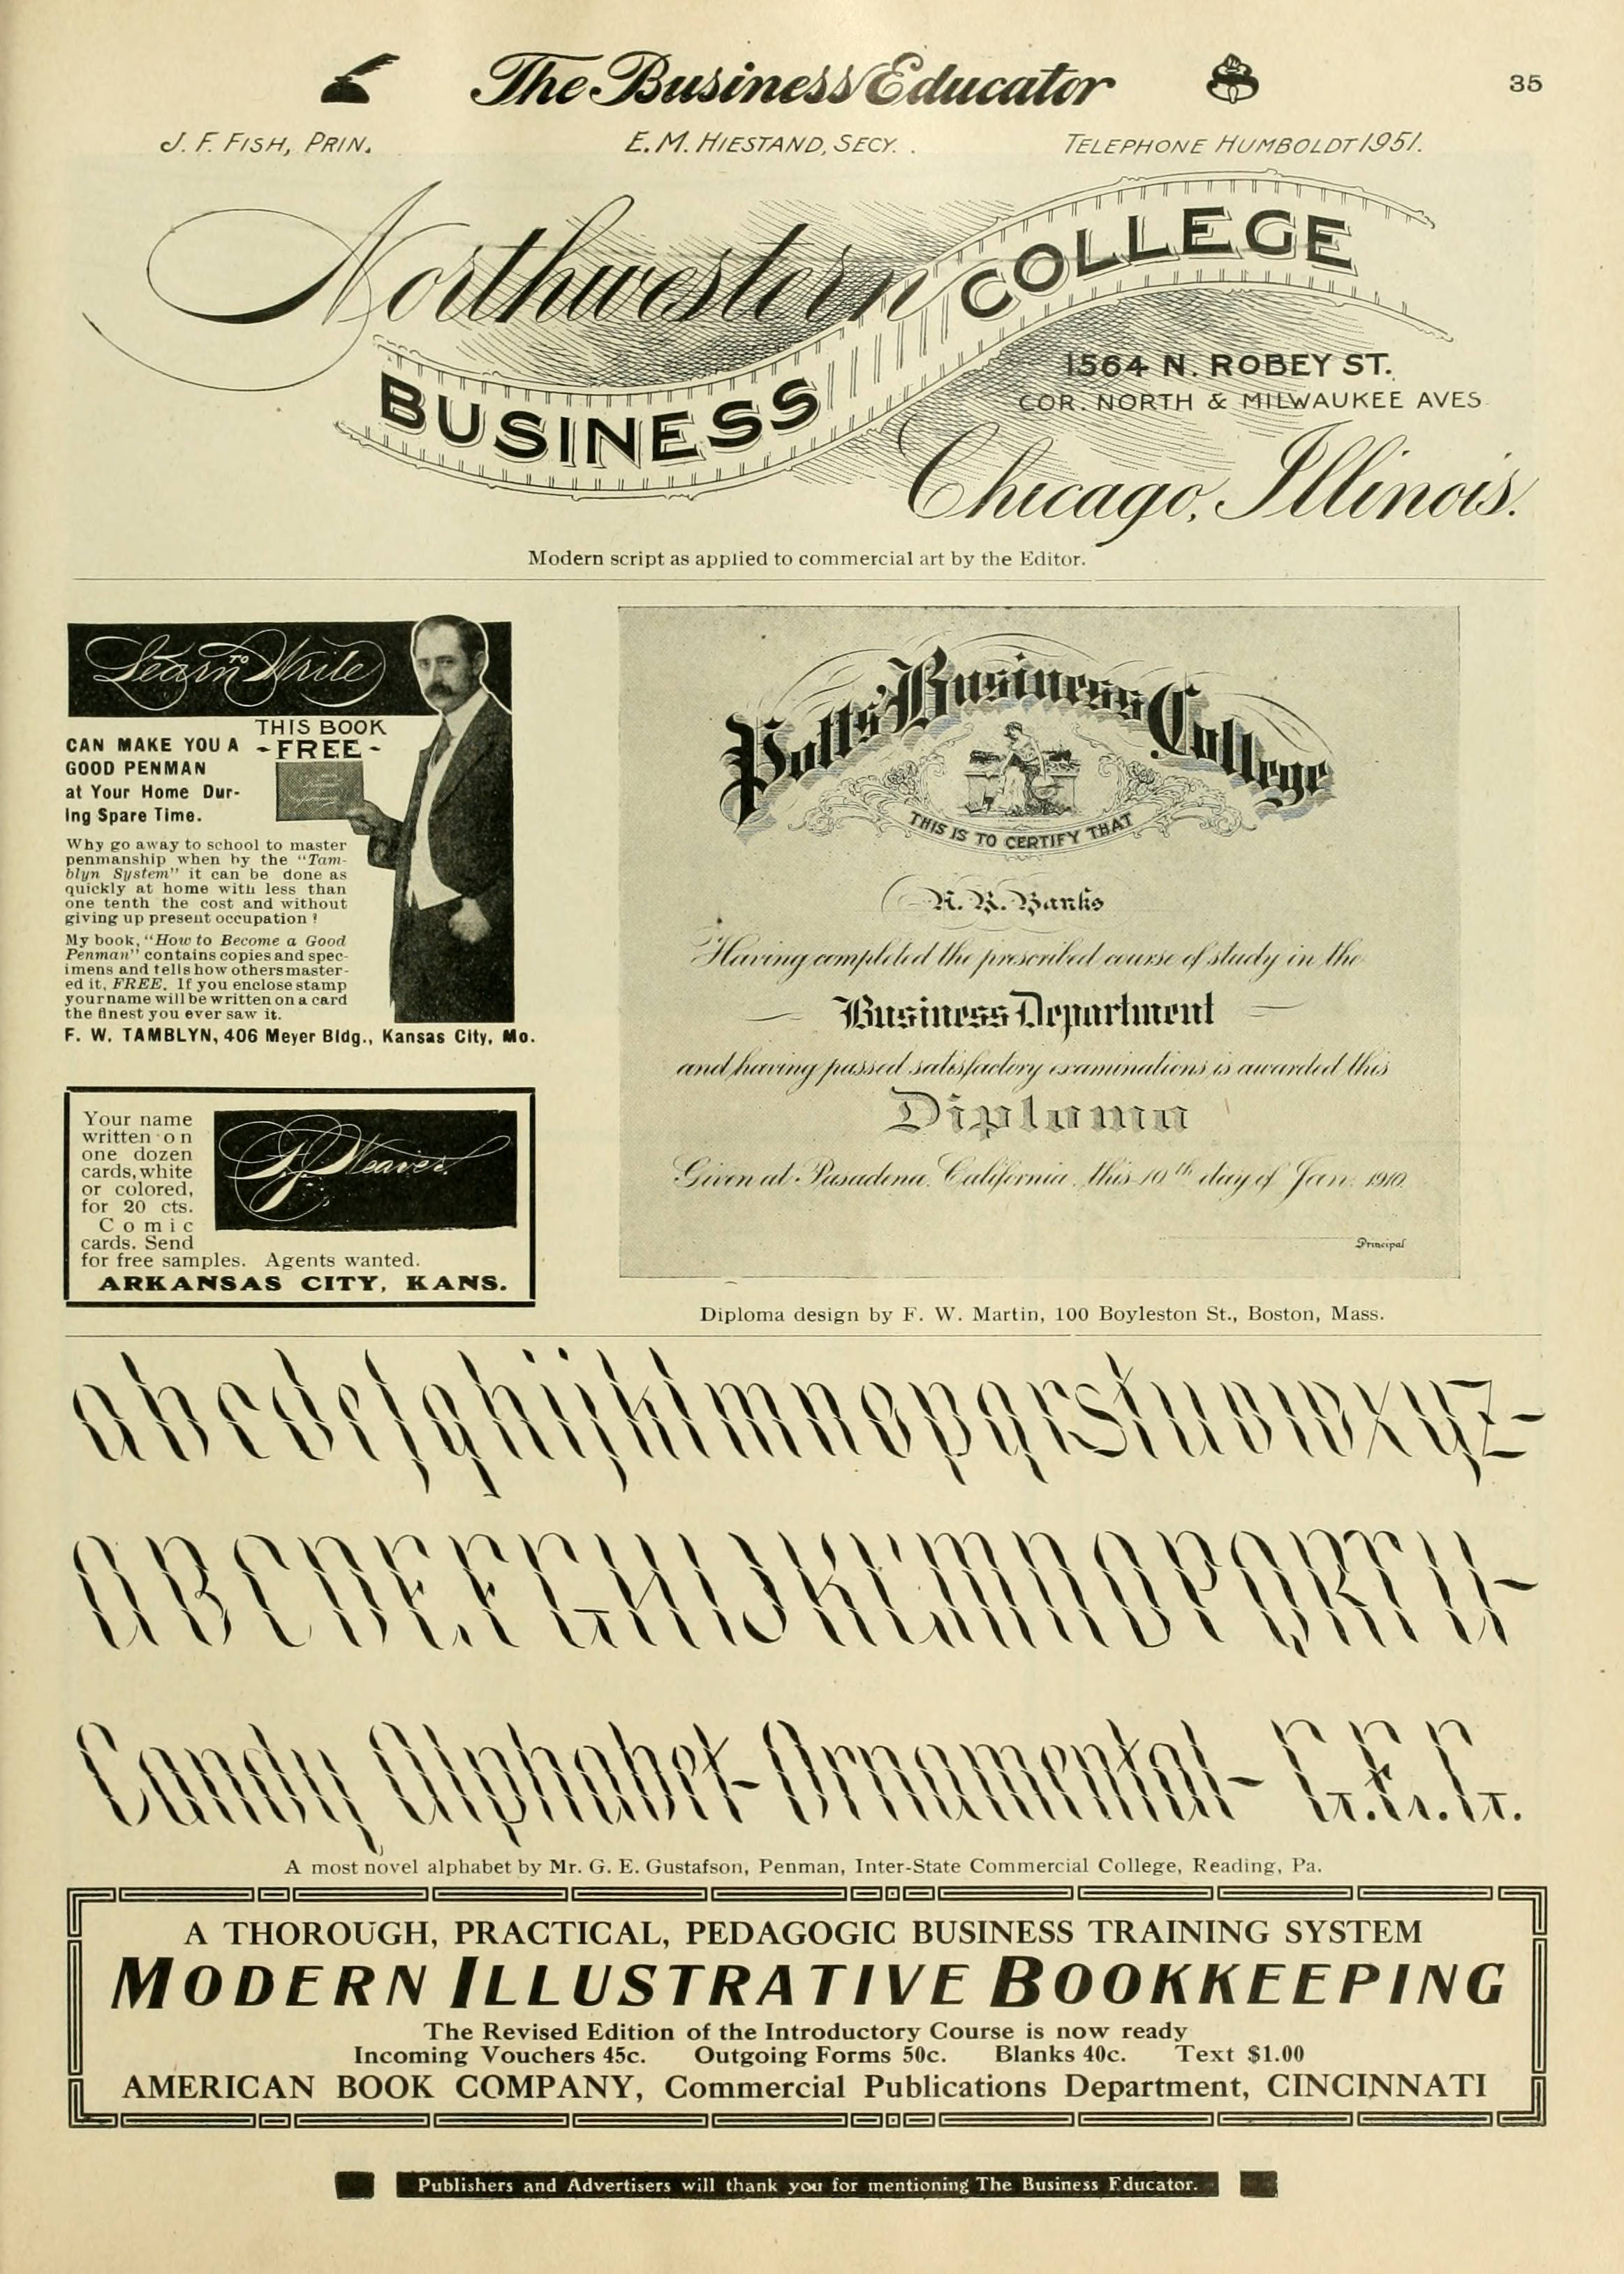 The Business Educator
35
J. F. FISH, PRIN.
E. M. HIESTAND, SECY.
TELEPHONE HUMBOLDT 1951.
Northwestern
BUSINESS COLLEGE
1564 N. ROBEY ST.
COR. NORTH & MILWAUKEE AVES
Chicago, Illinois.
Modern script as applied to commercial art by the Editor.
Learn TO Write
THIS BOOK
-FREE-
CAN MAKE YOU A
GOOD PENMAN
at Your Home Dur-
ing Spare Time.
Why go away to school to master
penmanship when by the "Tam-
blyn System" it can be done as
quickly at home with less than
one tenth the cost and without
giving up present occupation?
My book, "How to Become a Good
Penman" contains copies and spec-
imens and tells how others master-
ed it, FREE. If you enclose stamp
your name will be written on a card
the finest you ever saw it.
F. W. TAMBLYN, 406 Meyer Bldg., Kansas City, Mo.
Your name
written on
one dozen
cards, white
or colored,
for 20 cts.
Comic
cards. Send
for free samples. Agents wanted.
Weaver.
ARKANSAS CITY, KANS.
Potts' Business College
THIS IS TO CERTIFY THAT
R. Banks
Having completed the prescribed course of study in the
Business Department
and having passed satisfactory examinations is awarded this
Diploma
Given at Pasadena, California, this 10th day of Jan. 1910.
Principal
Diploma design by F. W. Martin, 100 Boyleston St., Boston, Mass.
abcdefghijklmnopqrstuvwxyz-
ABCDEFGHIJKLMNOPQRTU-
Candy Alphabet-Ornamental-G.E.G.
A most novel alphabet by Mr. G. E. Gustafson, Penman, Inter-State Commercial College, Reading, Pa.
A THOROUGH, PRACTICAL, PEDAGOGIC BUSINESS TRAINING SYSTEM
MODERN ILLUSTRATIVE BOOKKEEPING
The Revised Edition of the Introductory Course is now ready
Incoming Vouchers 45c. Outgoing Forms 50c. Blanks 40c. Text $1.00
AMERICAN BOOK COMPANY, Commercial Publications Department, CINCINNATI
Publishers and Advertisers will thank you for mentioning The Business Educator.